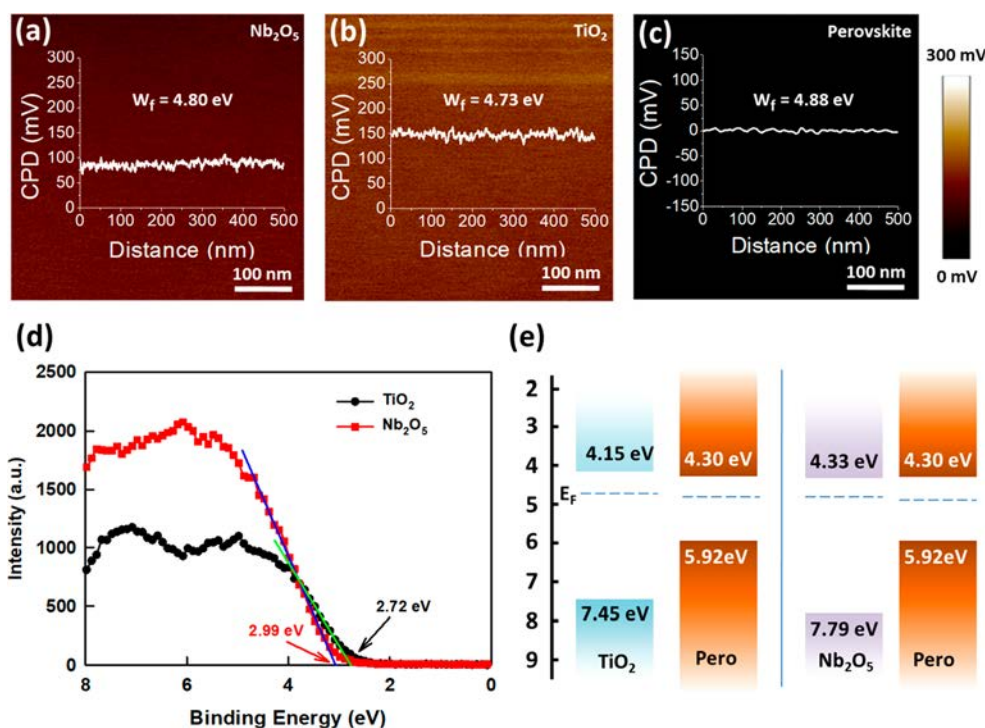 (a)
Nb₂O₅
300
250
200
150
100
50
0
CPD (mV)
W_f = 4.80 eV
0 100 200 300 400 500
Distance (nm)
100 nm
(b)
TiO₂
300
250
200
150
100
50
0
CPD (mV)
W_f = 4.73 eV
0 100 200 300 400 500
Distance (nm)
100 nm
(c)
Perovskite
150
100
50
0
-50
-100
-150
CPD (mV)
W_f = 4.88 eV
0 100 200 300 400 500
Distance (nm)
100 nm
300 mV
0 mV
(d)
2500
2000
1500
1000
500
0
Intensity (a.u.)
TiO₂
Nb₂O₅
2.72 eV
2.99 eV
8 6 4 2 0
Binding Energy (eV)
(e)
2
3
4
5
6
7
8
9
E_F
4.15 eV
4.30 eV
4.33 eV
4.30 eV
5.92eV
5.92eV
7.45 eV
7.79 eV
TiO₂
Pero
Nb₂O₅
Pero